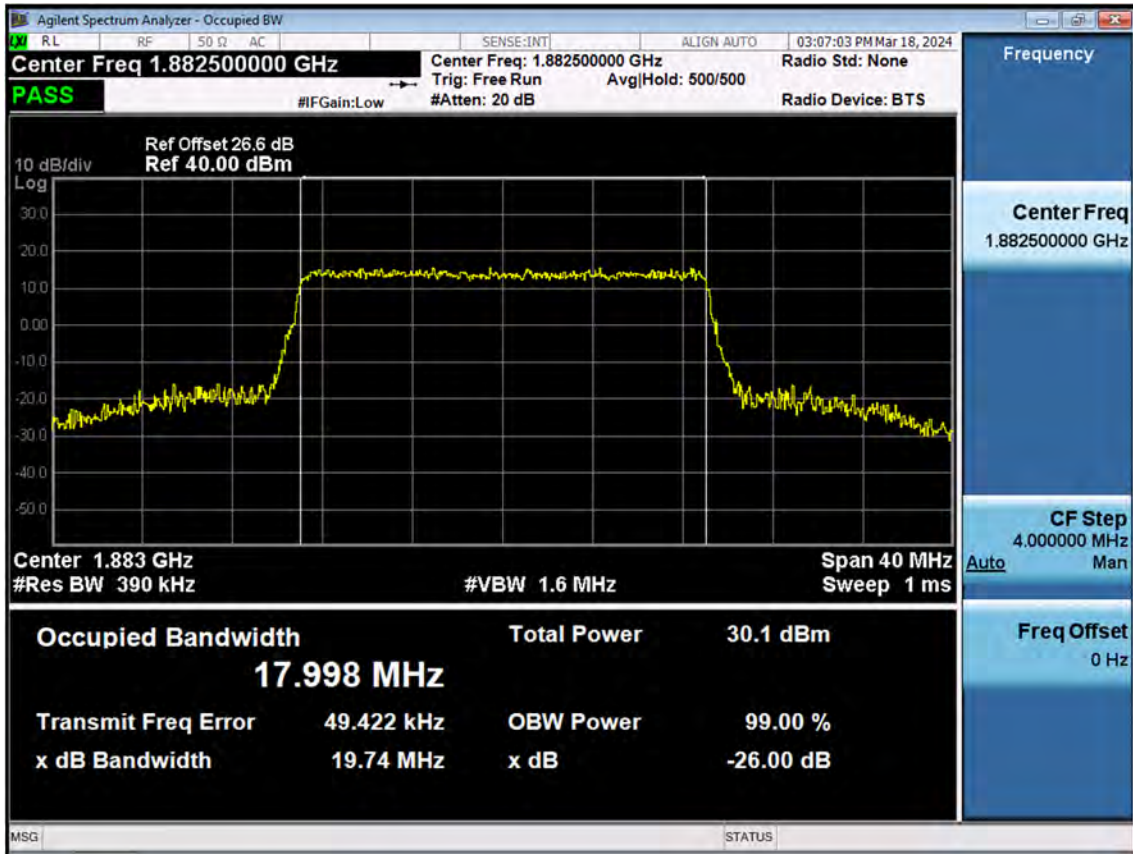 Agilent Spectrum Analyzer - Occupied BW
LXI RL RF 50 Ω AC SENSE:INT ALIGN AUTO 03:07:03 PM Mar 18, 2024
Center Freq 1.882500000 GHz
Center Freq: 1.882500000 GHz
Radio Std: None
Trig: Free Run Avg|Hold: 500/500
PASS
#IFGain:Low
#Atten: 20 dB
Radio Device: BTS
Ref Offset 26.6 dB
10 dB/div Ref 40.00 dBm
Log
30.0
20.0
10.0
0.00
-10.0
-20.0
-30.0
-40.0
-50.0
Center 1.883 GHz Span 40 MHz
#Res BW 390 kHz #VBW 1.6 MHz Sweep 1 ms
Occupied Bandwidth Total Power 30.1 dBm
17.998 MHz
Transmit Freq Error 49.422 kHz OBW Power 99.00 %
x dB Bandwidth 19.74 MHz x dB -26.00 dB
MSG STATUS
Frequency
Center Freq
1.882500000 GHz
CF Step
4.000000 MHz
Auto Man
Freq Offset
0 Hz